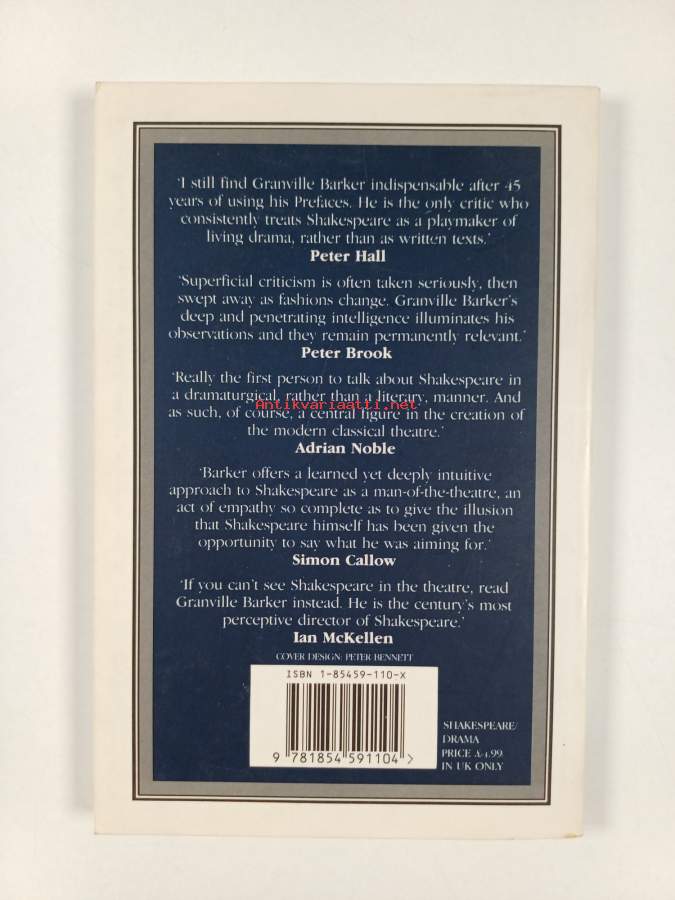 'I still find Granville Barker indispensable after 45
years of using his Prefaces. He is the only critic who
consistently treats Shakespeare as a playmaker of
living drama, rather than as written texts.'
Peter Hall
'Superficial criticism is often taken seriously, then
swept away as fashions change. Granville Barker's
deep and penetrating intelligence illuminates his
observations and they remain permanently relevant.'
Peter Brook
'Really the first person to talk about Shakespeare in
a dramaturgical, rather than a literary, manner. And
Antikvariaatti.net
as such, of course, a central figure in the creation of
the modern classical theatre.'
Adrian Noble
'Barker offers a learned yet deeply intuitive
approach to Shakespeare as a man-of-the-theatre, an
act of empathy so complete as to give the illusion
that Shakespeare himself has been given the
opportunity to say what he was aiming for.'
Simon Callow
'If you can't see Shakespeare in the theatre, read
Granville Barker instead. He is the century's most
perceptive director of Shakespeare.'
Ian McKellen
COVER DESIGN: PETER BENNETT
ISBN 1-85459-110-X
9 781854 591104 >
SHAKESPEARE/
DRAMA
PRICE £4.99
IN UK ONLY